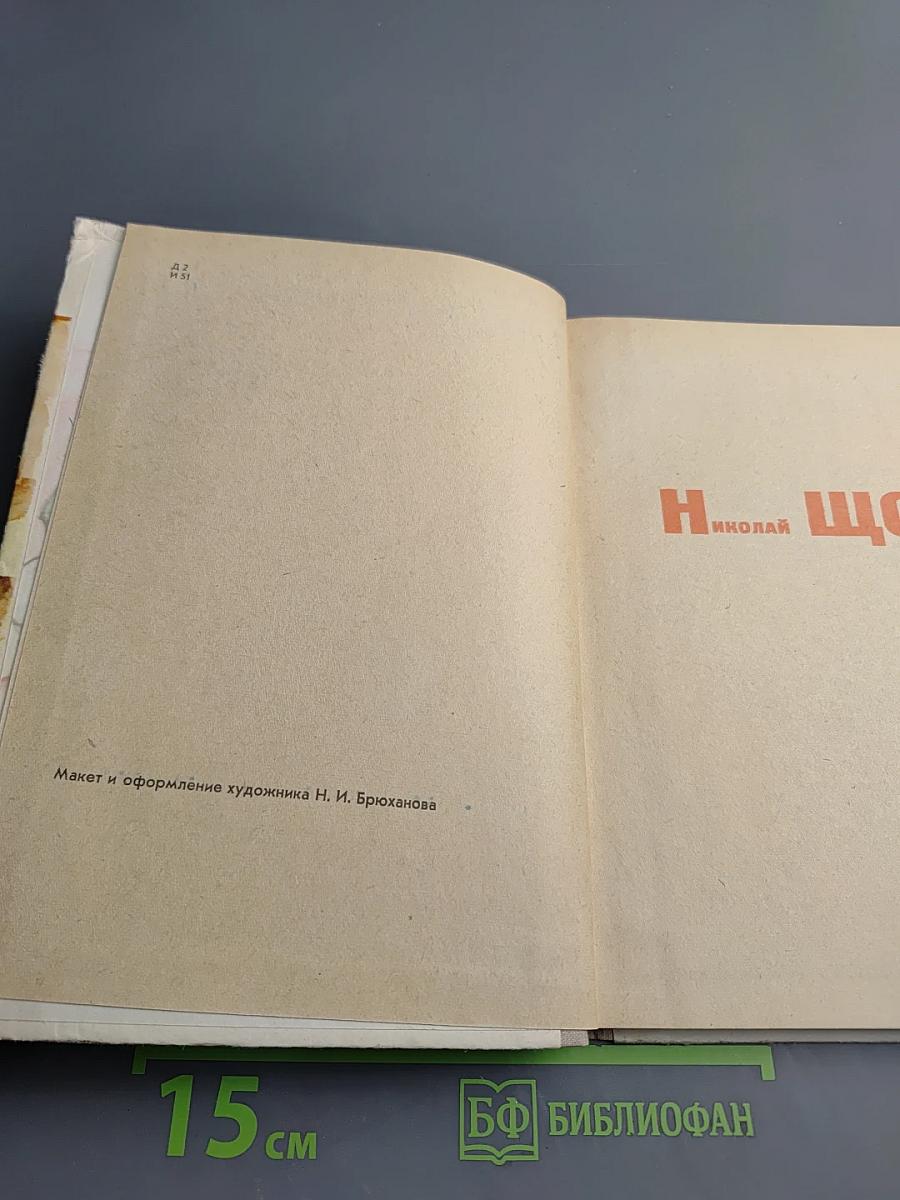 Д 2
И 51
Макет и оформление художника Н. И. Брюханова
Николай
15 см
БФ БИБЛИОФАН